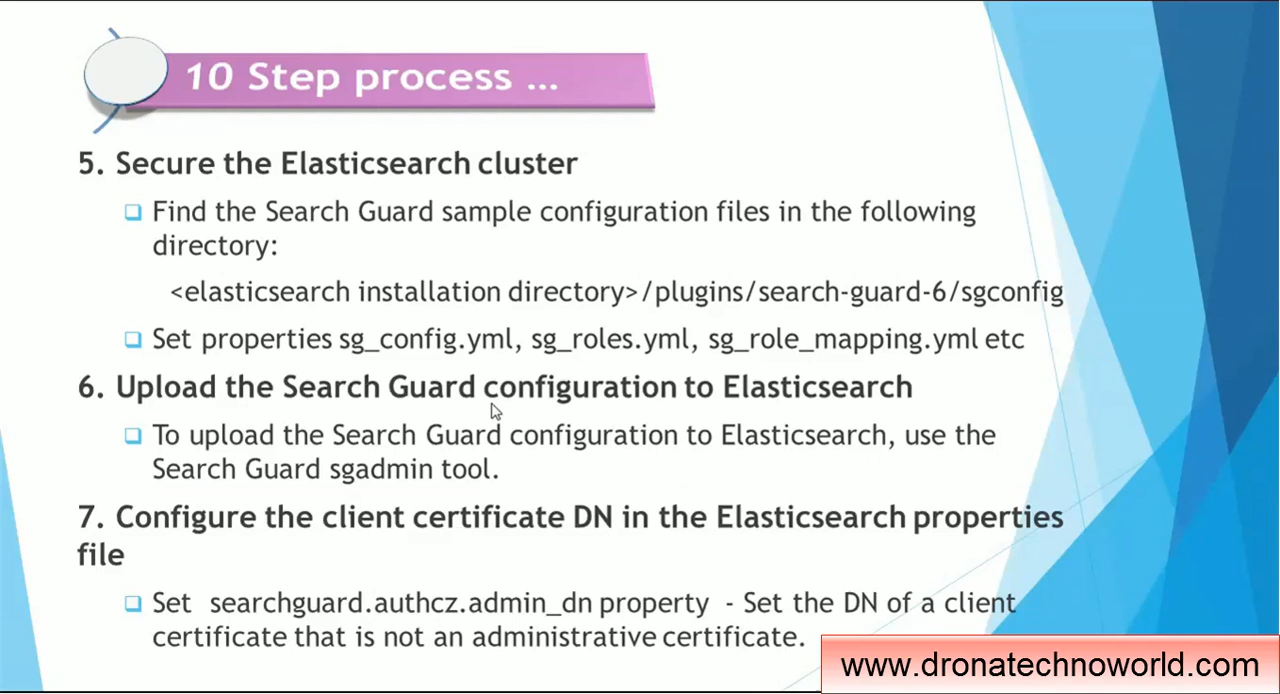 10 Step process ...
5. Secure the Elasticsearch cluster
Find the Search Guard sample configuration files in the following
directory:
<elasticsearch installation directory>/plugins/search-guard-6/sgconfig
Set properties sg_config.yml, sg_roles.yml, sg_role_mapping.yml etc
6. Upload the Search Guard configuration to Elasticsearch
To upload the Search Guard configuration to Elasticsearch, use the
Search Guard sgadmin tool.
7. Configure the client certificate DN in the Elasticsearch properties
file
Set searchguard.authcz.admin_dn property - Set the DN of a client
certificate that is not an administrative certificate.
www.dronatechnoworld.com